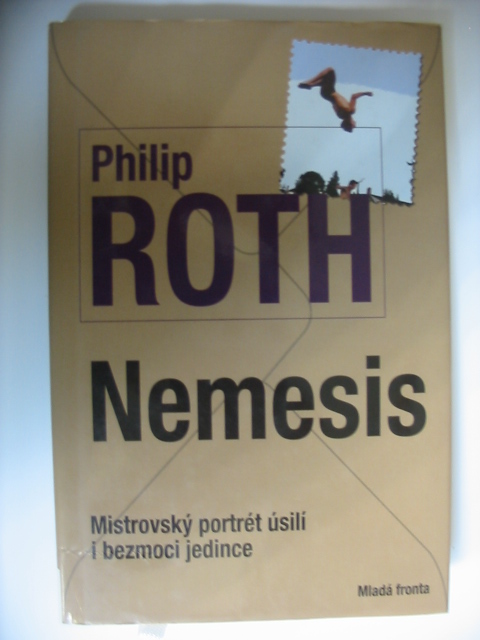 Philip
ROTH
Nemesis
Mistrovský portrét úsilí
i bezmoci jedince
Mladá fronta